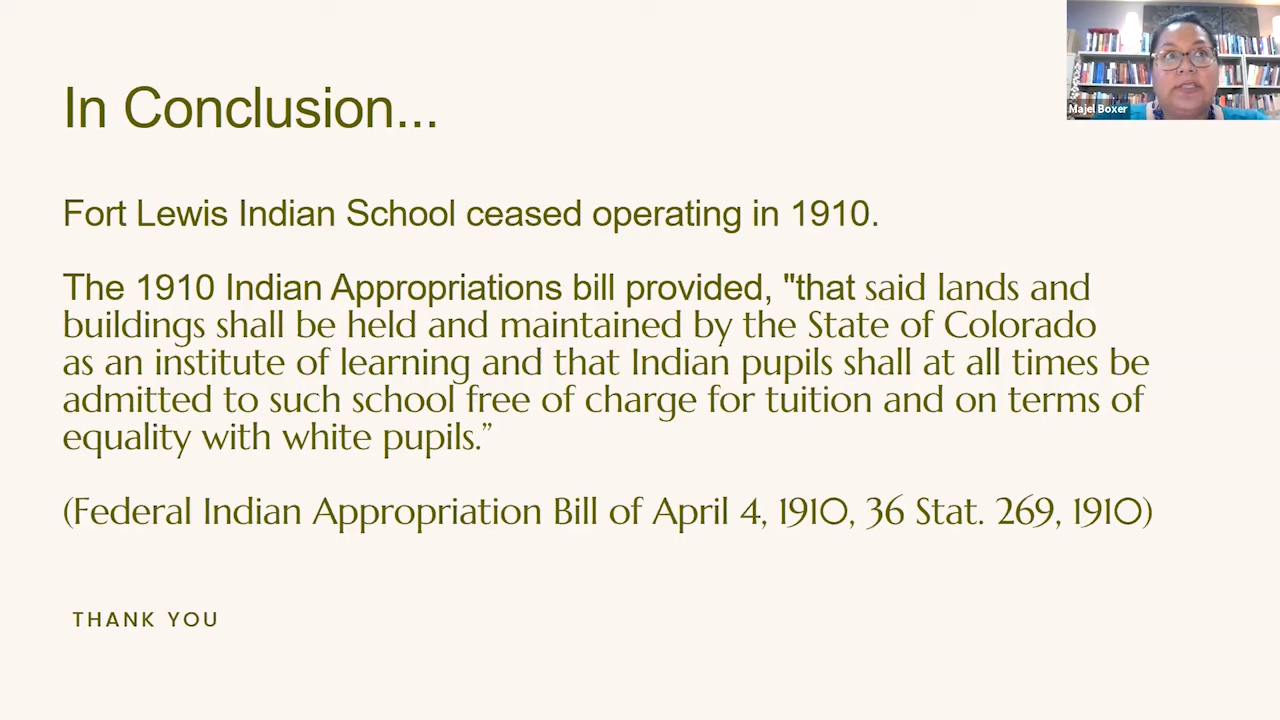 Majel Boxer
In Conclusion...
Fort Lewis Indian School ceased operating in 1910.
The 1910 Indian Appropriations bill provided, "that said lands and
buildings shall be held and maintained by the State of Colorado
as an institute of learning and that Indian pupils shall at all times be
admitted to such school free of charge for tuition and on terms of
equality with white pupils.”
(Federal Indian Appropriation Bill of April 4, 1910, 36 Stat. 269, 1910)
THANK YOU